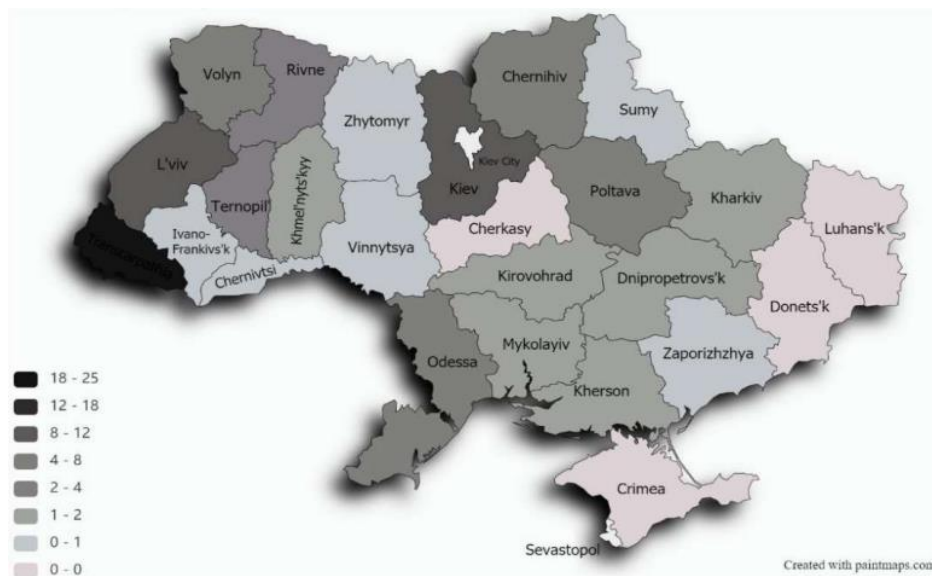 Volyn
Rivne
Zhytomyr
Chernihiv
Sumy
L'viv
Ternopil'
Khmel'nyts'kyy
Kiev City
Kiev
Poltava
Kharkiv
Luhans'k
Transcarpathia
Ivano-
Frankivs'k
Chernivtsi
Vinnytsya
Cherkasy
Kirovohrad
Dnipropetrovs'k
Donets'k
Odessa
Mykolayiv
Zaporizhzhya
Kherson
Crimea
Sevastopol
18 - 25
12 - 18
8 - 12
4 - 8
2 - 4
1 - 2
0 - 1
0 - 0
Created with paintmaps.com